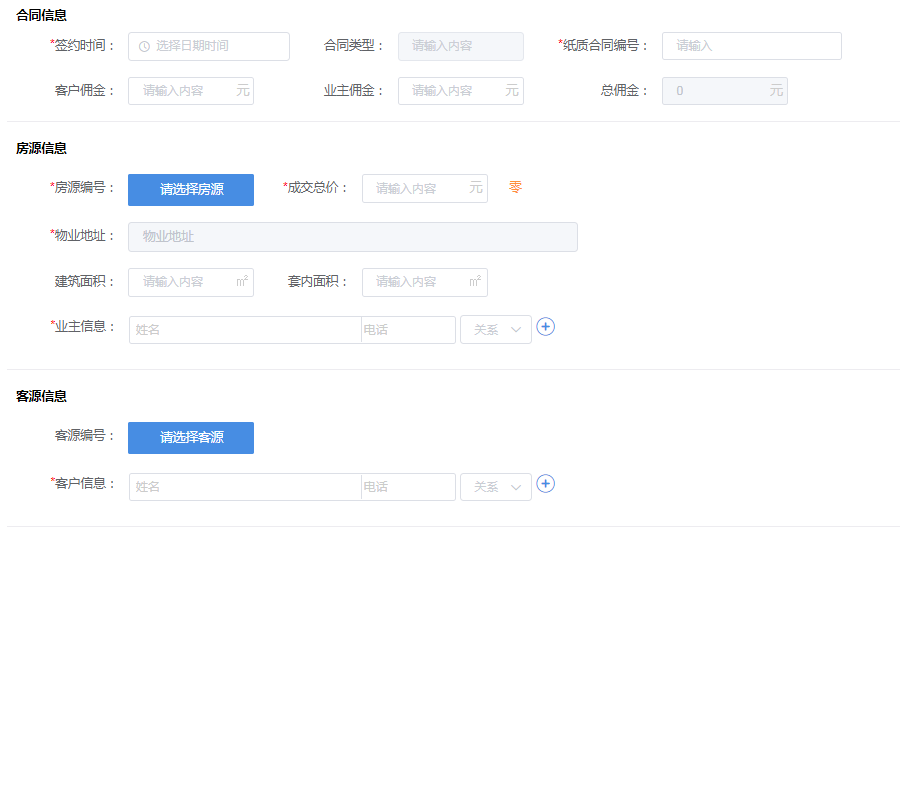 合同信息
*签约时间： 选择日期时间 合同类型： 请输入内容 *纸质合同编号： 请输入
客户佣金： 请输入内容 元 业主佣金： 请输入内容 元 总佣金： 0 元
房源信息
*房源编号： 请选择房源 *成交总价： 请输入内容 元 零
*物业地址： 物业地址
建筑面积： 请输入内容 m² 套内面积： 请输入内容 m²
*业主信息： 姓名 电话 关系
客源信息
客源编号： 请选择客源
*客户信息： 姓名 电话 关系